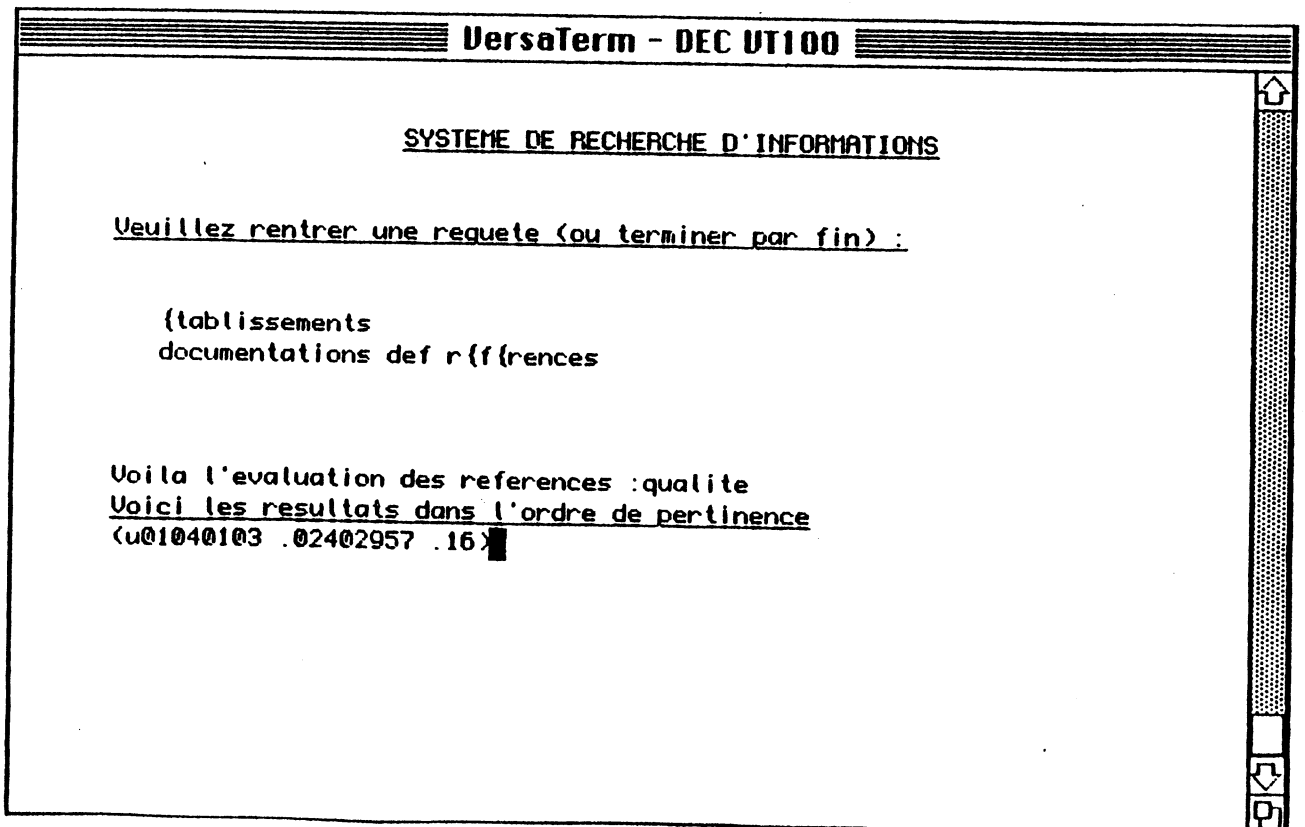 VersaTerm - DEC VT100
SYSTEME DE RECHERCHE D'INFORMATIONS
Veuillez rentrer une requete (ou terminer par fin) :
{tablissements
documentations def r{f{rences
Voila l'evaluation des references :qualite
Voici les resultats dans l'ordre de pertinence
(u01040103 .02402957 .16)